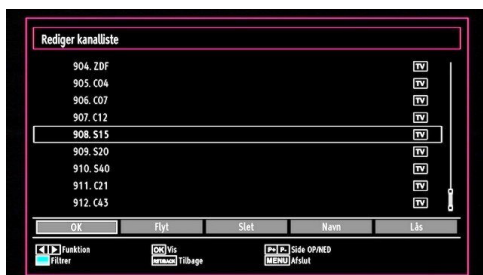 Rediger kanalliste
904. ZDF TV
905. C04 TV
906. C07 TV
907. C12 TV
908. S15 TV
909. S20 TV
910. S40 TV
911. C21 TV
912. C43 TV
OK Flyt Slet Navn Lås
Funktion OK Vis P+ P- Side OP/NED
Filtrer RET/BACK Tilbage MENU Afslut